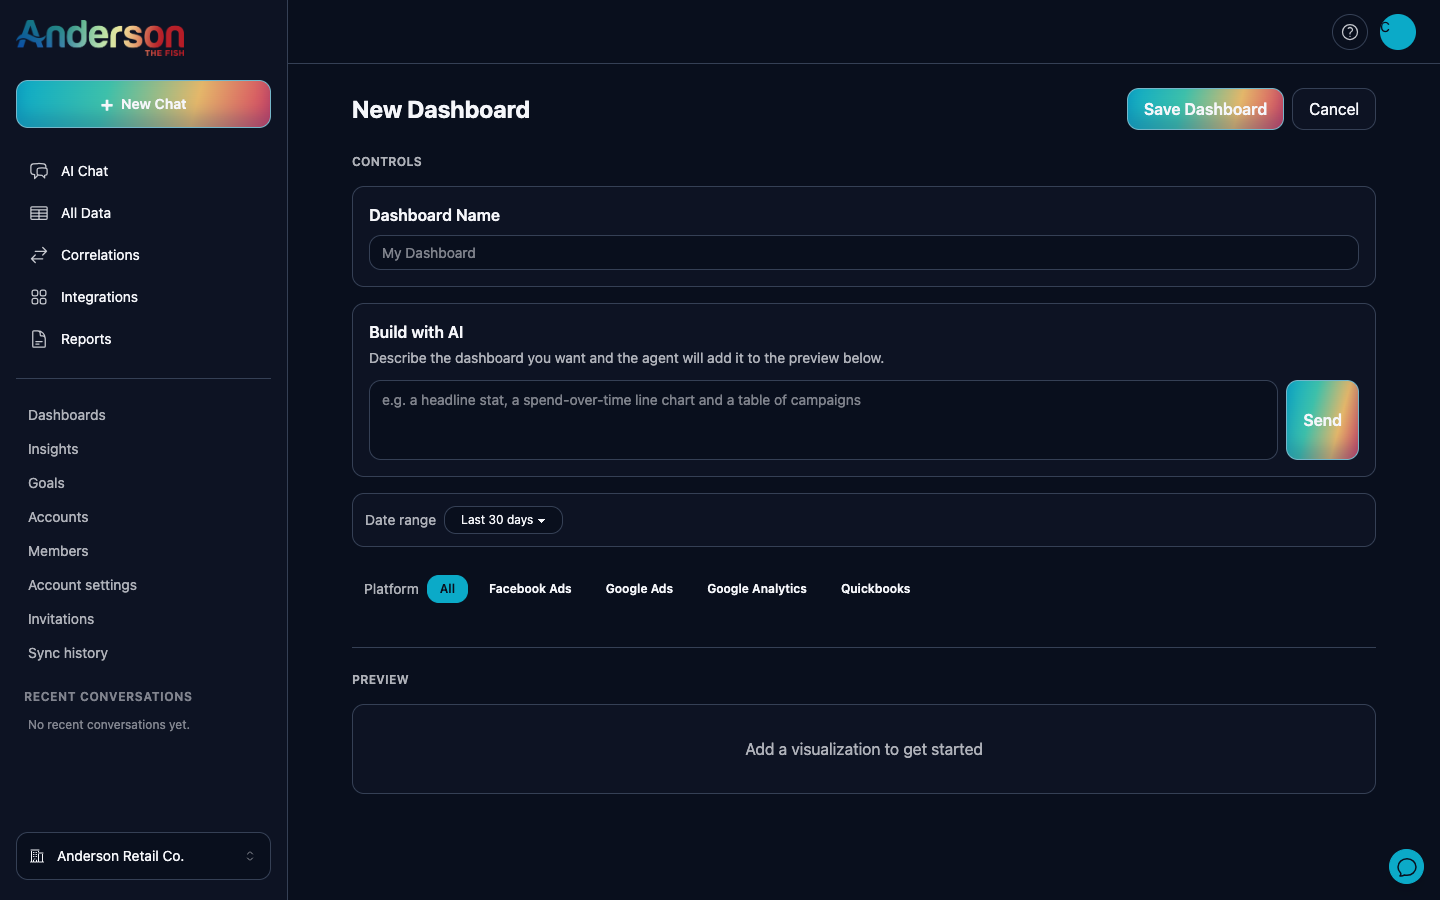 Anderson
THE FISH
New Chat
AI Chat
All Data
Correlations
Integrations
Reports
Dashboards
Insights
Goals
Accounts
Members
Account settings
Invitations
Sync history
RECENT CONVERSATIONS
No recent conversations yet.
Anderson Retail Co.
C
New Dashboard
Save Dashboard
Cancel
CONTROLS
Dashboard Name
My Dashboard
Build with AI
Describe the dashboard you want and the agent will add it to the preview below.
e.g. a headline stat, a spend-over-time line chart and a table of campaigns
Send
Date range Last 30 days
Platform All Facebook Ads Google Ads Google Analytics Quickbooks
PREVIEW
Add a visualization to get started